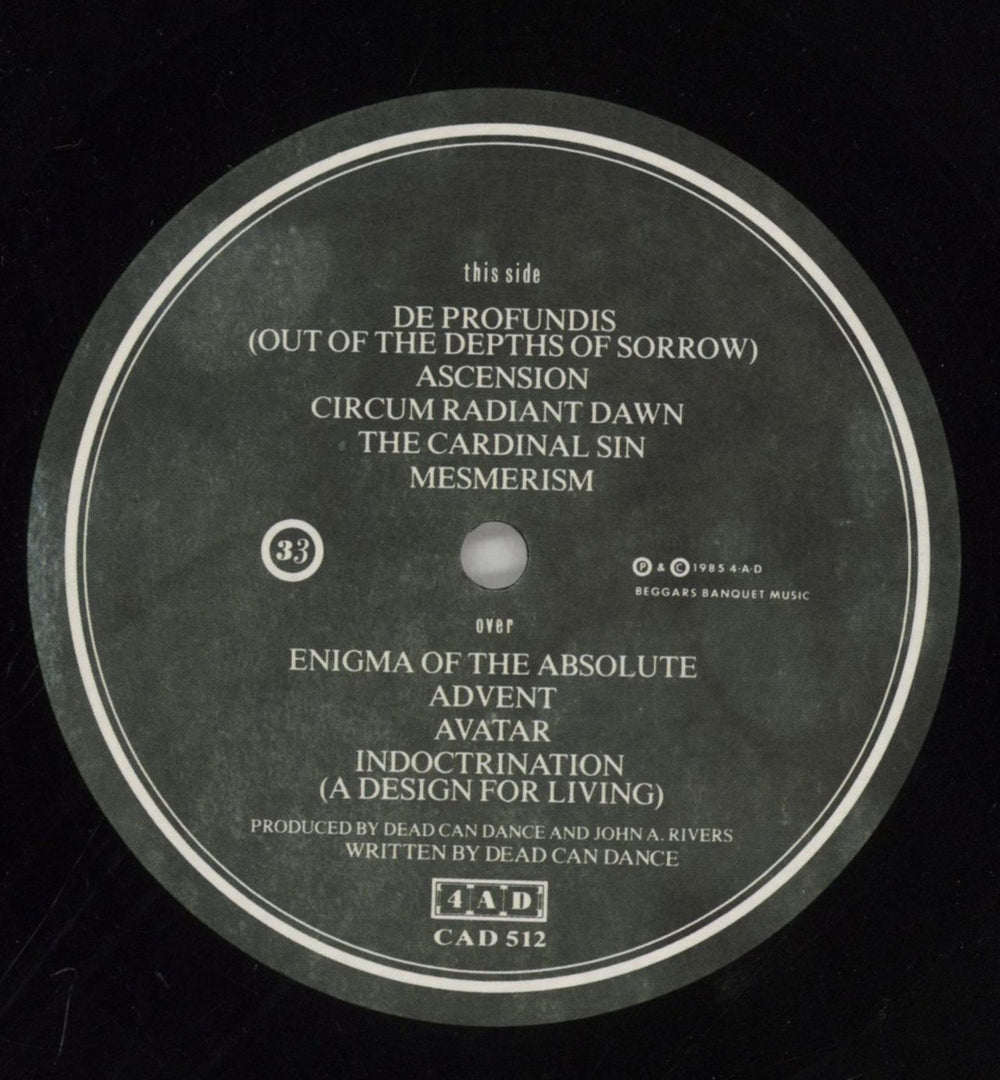 this side
DE PROFUNDIS
(OUT OF THE DEPTHS OF SORROW)
ASCENSION
CIRCUM RADIANT DAWN
THE CARDINAL SIN
MESMERISM
33
Ⓟ & Ⓒ 1985 4·A·D
BEGGARS BANQUET MUSIC
over
ENIGMA OF THE ABSOLUTE
ADVENT
AVATAR
INDOCTRINATION
(A DESIGN FOR LIVING)
PRODUCED BY DEAD CAN DANCE AND JOHN A. RIVERS
WRITTEN BY DEAD CAN DANCE
4AD
CAD 512